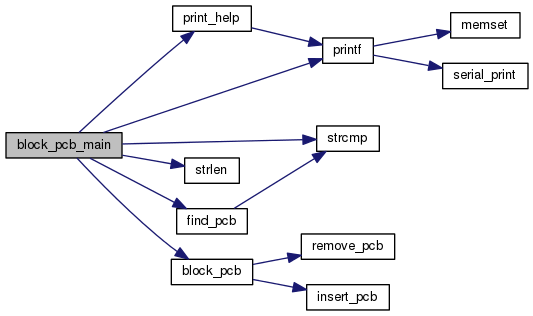 print_help
memset
printf
serial_print
block_pcb_main
strcmp
strlen
find_pcb
remove_pcb
block_pcb
insert_pcb